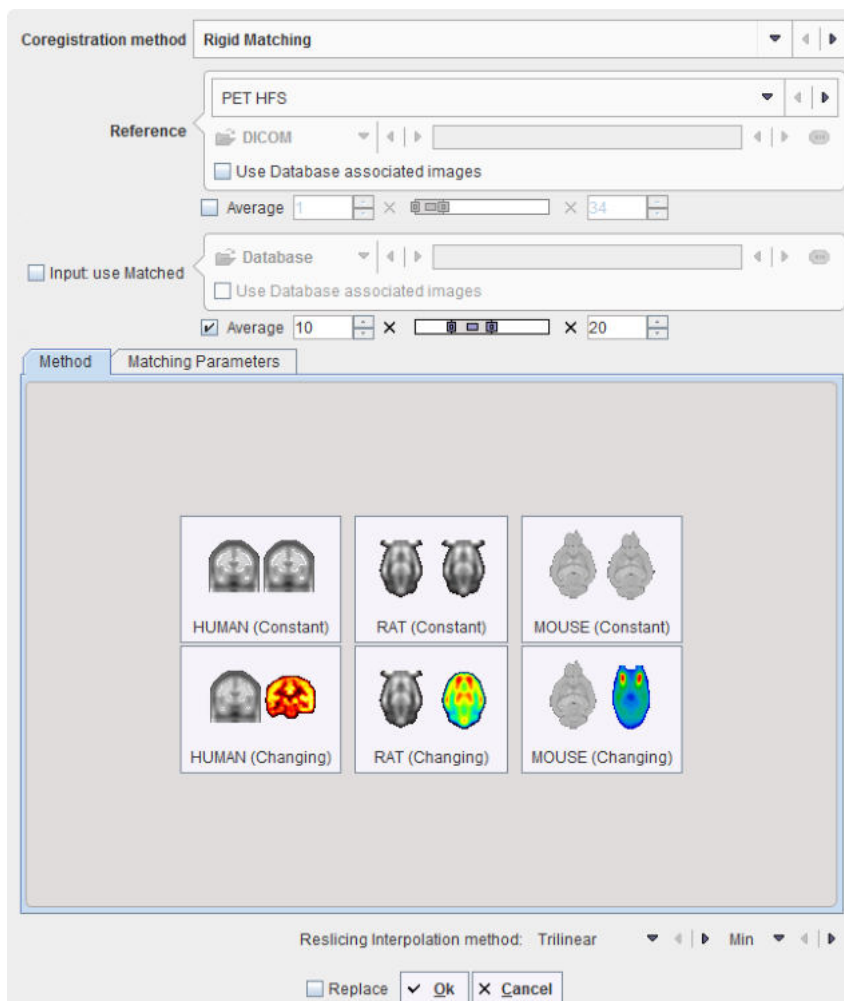 Coregistration method Rigid Matching
PET HFS
Reference
DICOM
Use Database associated images
Average 1 34
Input: use Matched
Database
Use Database associated images
Average 10 20
Method Matching Parameters
HUMAN (Constant) RAT (Constant) MOUSE (Constant)
HUMAN (Changing) RAT (Changing) MOUSE (Changing)
Reslicing Interpolation method: Trilinear Min
Replace Ok Cancel